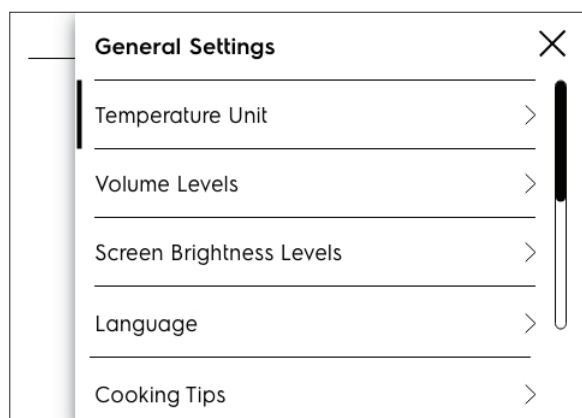 General Settings
Temperature Unit
Volume Levels
Screen Brightness Levels
Language
Cooking Tips